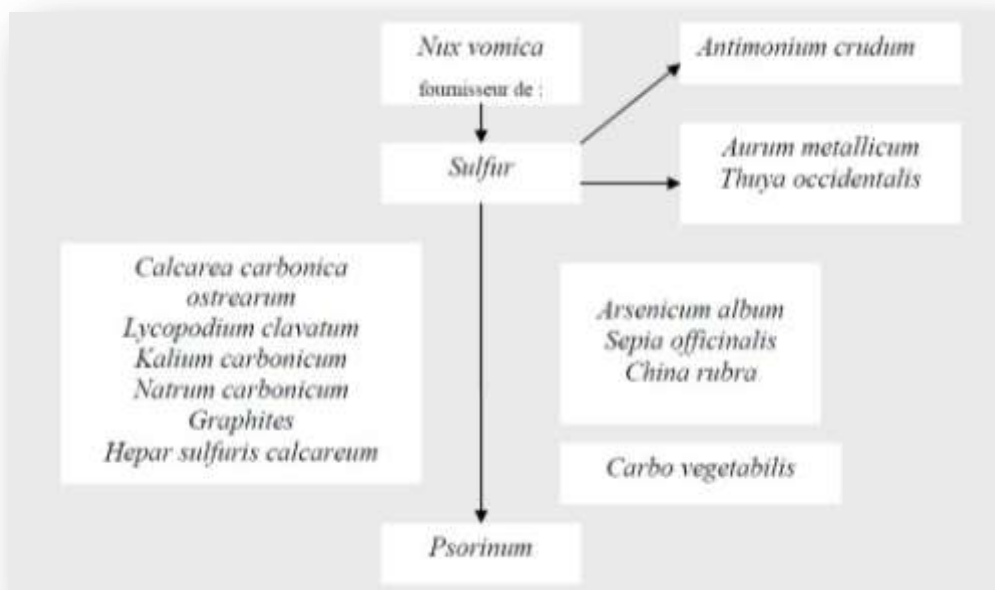 Nux vomica
fournisseur de :
Antimonium crudum
Sulfur
Aurum metallicum
Thuya occidentalis
Calcarea carbonica
ostrearum
Lycopodium clavatum
Kalium carbonicum
Natrum carbonicum
Graphites
Hepar sulfuris calcareum
Arsenicum album
Sepia officinalis
China rubra
Carbo vegetabilis
Psorinum